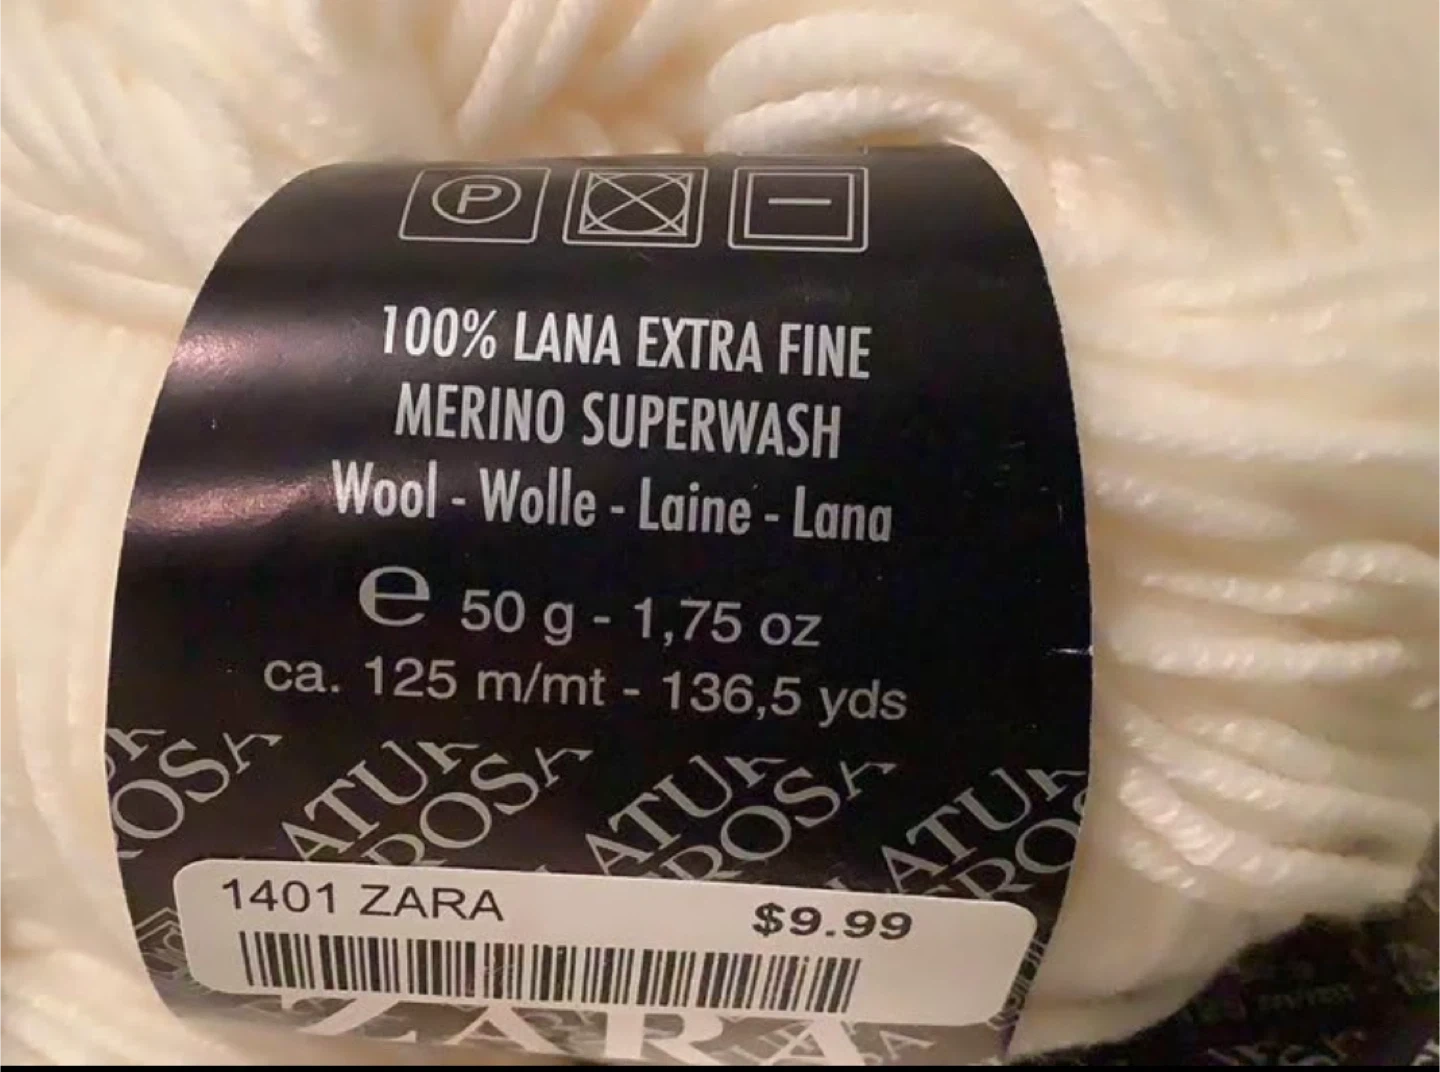 P
100% LANA EXTRA FINE
MERINO SUPERWASH
Wool - Wolle - Laine - Lana
e 50 g - 1,75 oz
ca. 125 m/mt - 136,5 yds
1401 ZARA $9.99
ZARA